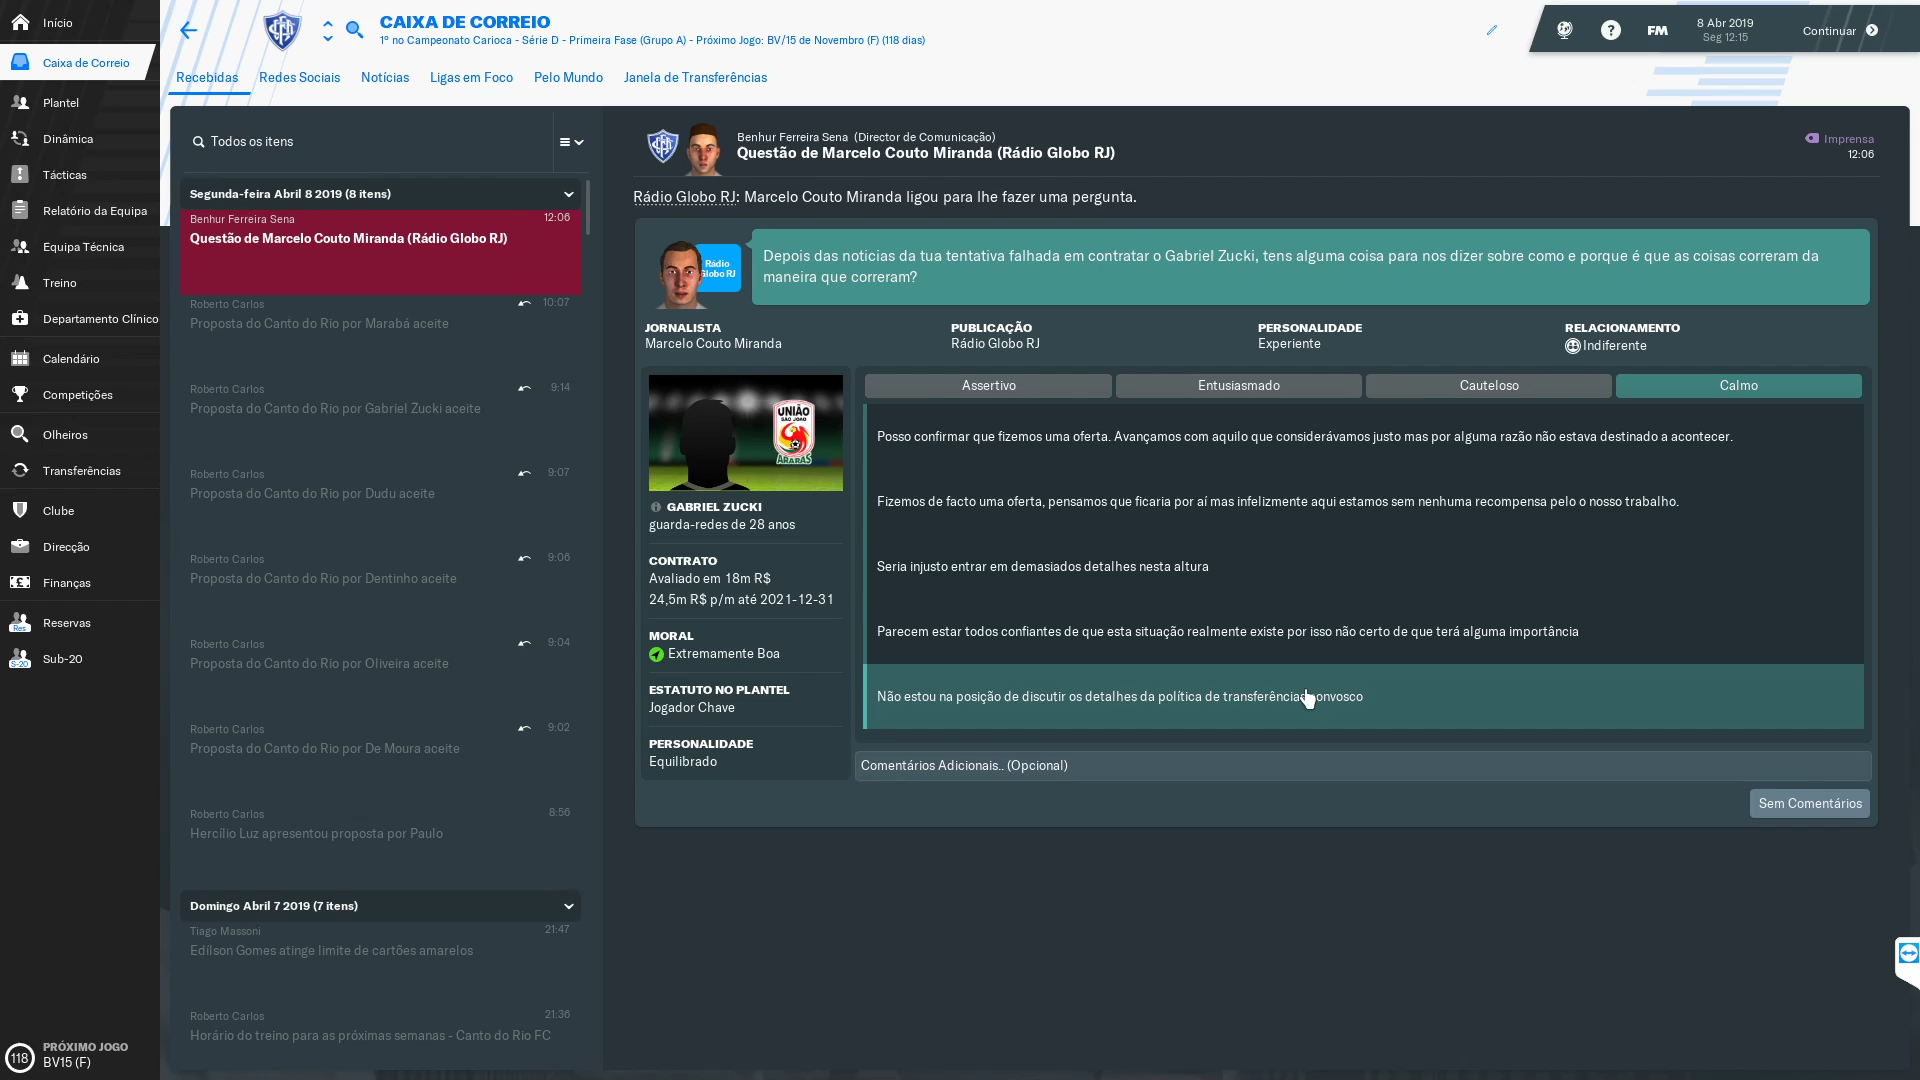 Início
Caixa de Correio
Plantel
Dinâmica
Tácticas
Relatório da Equipa
Equipa Técnica
Treino
Departamento Clínico
Calendário
Competições
Olheiros
Transferências
Clube
Direcção
Finanças
Res
Reservas
S-20
Sub-20
118
PRÓXIMO JOGO
BV15 (F)
CAIXA DE CORREIO
1º no Campeonato Carioca - Série D - Primeira Fase (Grupo A) - Próximo Jogo: BV/15 de Novembro (F) (118 dias)
FM
8 Abr 2019
Seg 12:15
Continuar
Recebidas
Redes Sociais
Notícias
Ligas em Foco
Pelo Mundo
Janela de Transferências
Todos os itens
Segunda-feira Abril 8 2019 (8 itens)
Benhur Ferreira Sena
12:06
Questão de Marcelo Couto Miranda (Rádio Globo RJ)
Roberto Carlos
10:07
Proposta do Canto do Rio por Marabá aceite
Roberto Carlos
9:14
Proposta do Canto do Rio por Gabriel Zucki aceite
Roberto Carlos
9:07
Proposta do Canto do Rio por Dudu aceite
Roberto Carlos
9:06
Proposta do Canto do Rio por Dentinho aceite
Roberto Carlos
9:04
Proposta do Canto do Rio por Oliveira aceite
Roberto Carlos
9:02
Proposta do Canto do Rio por De Moura aceite
Roberto Carlos
8:56
Hercílio Luz apresentou proposta por Paulo
Domingo Abril 7 2019 (7 itens)
Tiago Massoni
21:47
Edílson Gomes atinge limite de cartões amarelos
Roberto Carlos
21:36
Horário do treino para as próximas semanas - Canto do Rio FC
Benhur Ferreira Sena (Director de Comunicação)
Questão de Marcelo Couto Miranda (Rádio Globo RJ)
Imprensa
12:06
Rádio Globo RJ: Marcelo Couto Miranda ligou para lhe fazer uma pergunta.
Rádio
Globo RJ
Depois das noticias da tua tentativa falhada em contratar o Gabriel Zucki, tens alguma coisa para nos dizer sobre como e porque é que as coisas correram da
maneira que correram?
JORNALISTA
Marcelo Couto Miranda
PUBLICAÇÃO
Rádio Globo RJ
PERSONALIDADE
Experiente
RELACIONAMENTO
Indiferente
UNIÃO
SÃO JOÃO
ARARAS
GABRIEL ZUCKI
guarda-redes de 28 anos
CONTRATO
Avaliado em 18m R$
24,5m R$ p/m até 2021-12-31
MORAL
Extremamente Boa
ESTATUTO NO PLANTEL
Jogador Chave
PERSONALIDADE
Equilibrado
Assertivo
Entusiasmado
Cauteloso
Calmo
Posso confirmar que fizemos uma oferta. Avançamos com aquilo que considerávamos justo mas por alguma razão não estava destinado a acontecer.
Fizemos de facto uma oferta, pensamos que ficaria por aí mas infelizmente aqui estamos sem nenhuma recompensa pelo o nosso trabalho.
Seria injusto entrar em demasiados detalhes nesta altura
Parecem estar todos confiantes de que esta situação realmente existe por isso não certo de que terá alguma importância
Não estou na posição de discutir os detalhes da política de transferências convosco
Comentários Adicionais.. (Opcional)
Sem Comentários